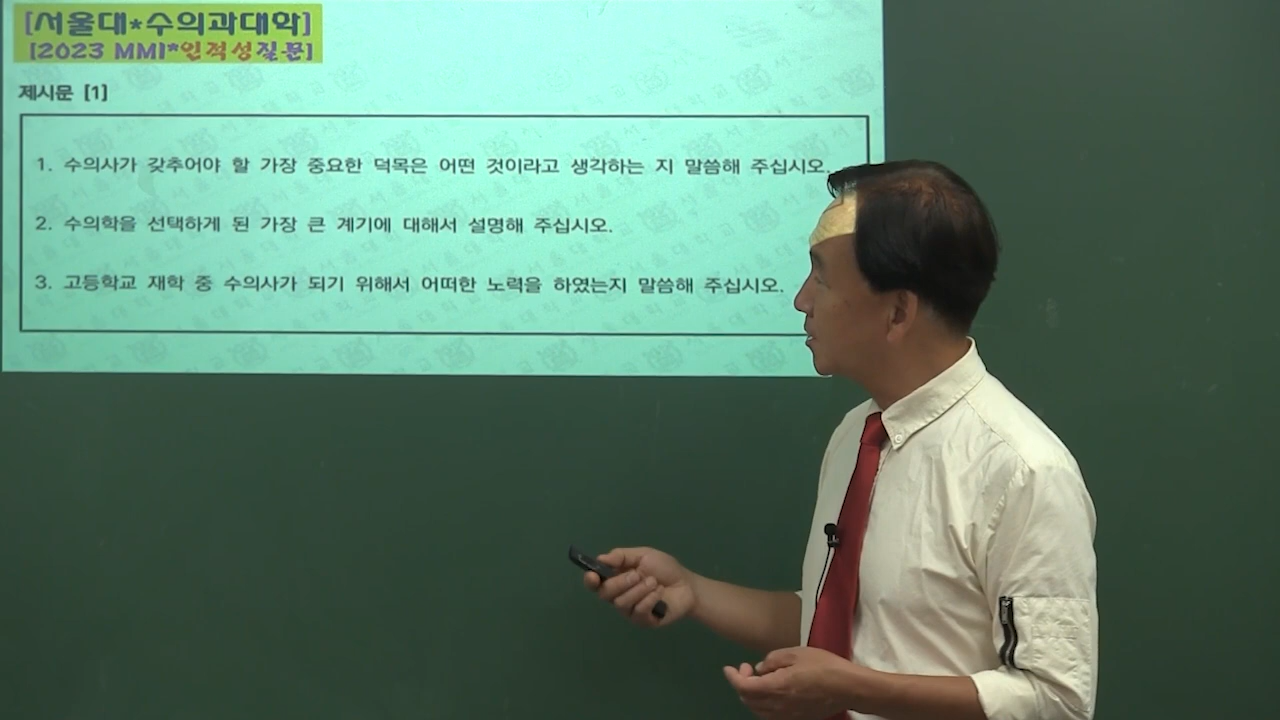 [서울대*수의과대학]
[2023 MMI*인적성질문]
제시문 [1]
1. 수의사가 갖추어야 할 가장 중요한 덕목은 어떤 것이라고 생각하는 지 말씀해 주십시오.
2. 수의학을 선택하게 된 가장 큰 계기에 대해서 설명해 주십시오.
3. 고등학교 재학 중 수의사가 되기 위해서 어떠한 노력을 하였는지 말씀해 주십시오.